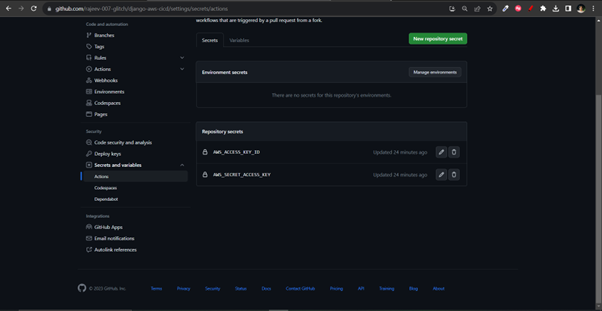 github.com/rajeev-007-glitch/django-aws-cicd/settings/secrets/actions
Code and automation
Branches
Tags
Rules
Actions
Webhooks
Environments
Codespaces
Pages
Security
Code security and analysis
Deploy keys
Secrets and variables
Actions
Codespaces
Dependabot
Integrations
GitHub Apps
Email notifications
Autolink references
workflows that are triggered by a pull request from a fork.
Secrets
Variables
New repository secret
Environment secrets
Manage environments
There are no secrets for this repository's environments.
Repository secrets
AWS_ACCESS_KEY_ID Updated 24 minutes ago
AWS_SECRET_ACCESS_KEY Updated 24 minutes ago
© 2023 GitHub, Inc. Terms Privacy Security Status Docs Contact GitHub Pricing API Training Blog About